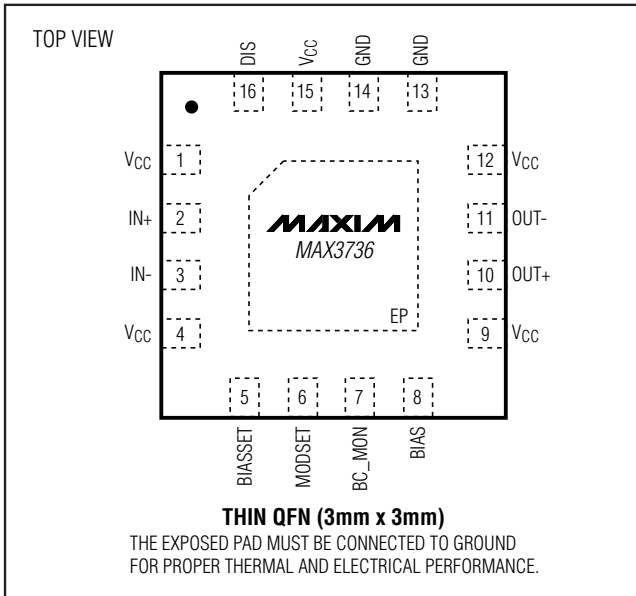 TOP VIEW
DIS
VCC
GND
GND
16
15
14
13
VCC
1
12
VCC
IN+
2
MAXIM
11
OUT-
MAX3736
IN-
3
10
OUT+
EP
VCC
4
9
VCC
5
6
7
8
BIASSET
MODSET
BC_MON
BIAS
THIN QFN (3mm x 3mm)
THE EXPOSED PAD MUST BE CONNECTED TO GROUND
FOR PROPER THERMAL AND ELECTRICAL PERFORMANCE.